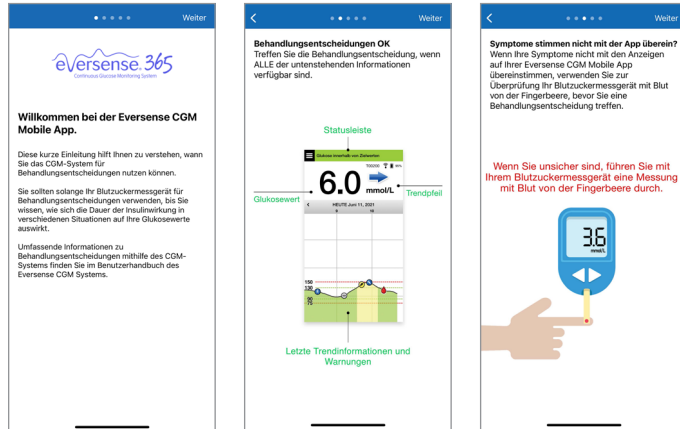 Weiter
eversense. 365
Continuous Glucose Monitoring System
Willkommen bei der Eversense CGM
Mobile App.
Diese kurze Einleitung hilft Ihnen zu verstehen, wann
Sie das CGM-System für
Behandlungsentscheidungen nutzen können.
Sie sollten solange Ihr Blutzuckermessgerät für
Behandlungsentscheidungen verwenden, bis Sie
wissen, wie sich die Dauer der Insulinwirkung in
verschiedenen Situationen auf Ihre Glukosewerte
auswirkt.
Umfassende Informationen zu
Behandlungsentscheidungen mithilfe des CGM-
Systems finden Sie im Benutzerhandbuch des
Eversense CGM Systems.
Weiter
Behandlungsentscheidungen OK
Treffen Sie die Behandlungsentscheidung, wenn
ALLE der untenstehenden Informationen
verfügbar sind.
Statusleiste
Glukose innerhalb von Zielwerten
6.0
mmol/L
Glukosewert
Trendpfeil
HEUTE Juni 11, 2021
150
130
75
Letzte Trendinformationen und
Warnungen
Weiter
Symptome stimmen nicht mit der App überein?
Wenn Ihre Symptome nicht mit den Anzeigen
auf Ihrer Eversense CGM Mobile App
übereinstimmen, verwenden Sie zur
Überprüfung Ihr Blutzuckermessgerät mit Blut
von der Fingerbeere, bevor Sie eine
Behandlungsentscheidung treffen.
Wenn Sie unsicher sind, führen Sie mit
Ihrem Blutzuckermessgerät eine Messung
mit Blut von der Fingerbeere durch.
3.6
mmol/L